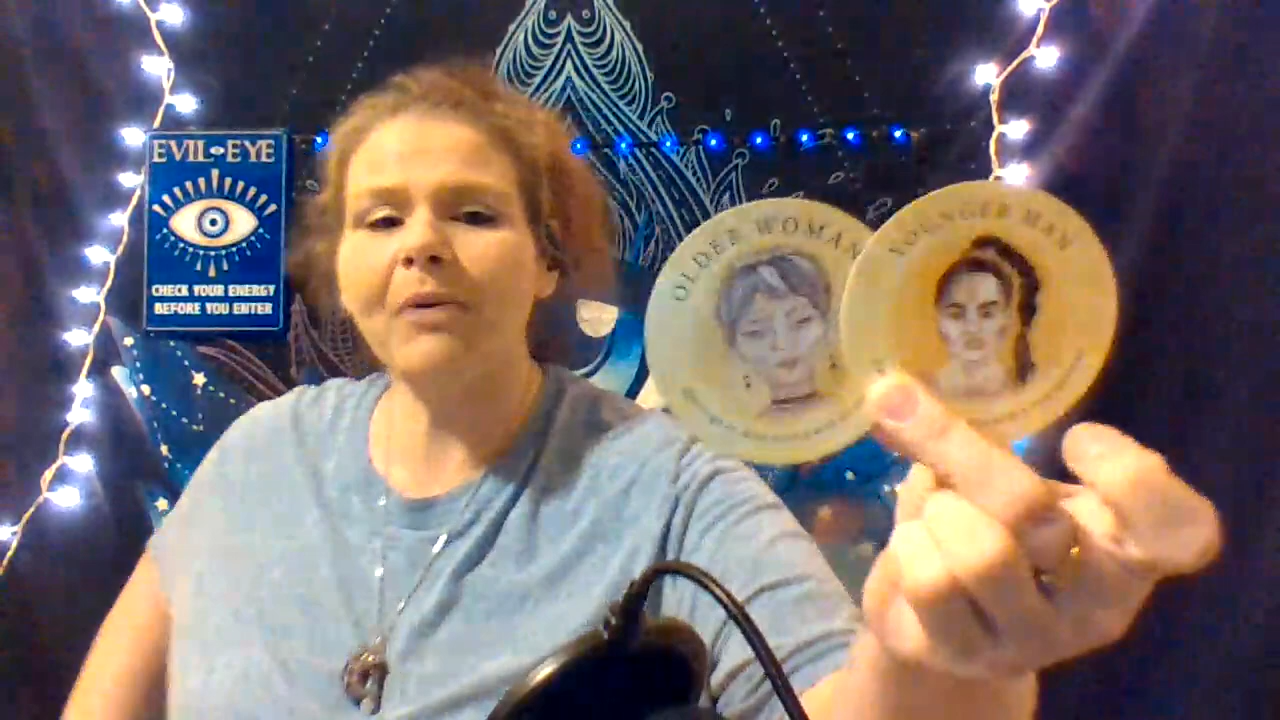 EVIL EYE
CHECK YOUR ENERGY
BEFORE YOU ENTER
OLDER WOMAN
YOUNGER MAN